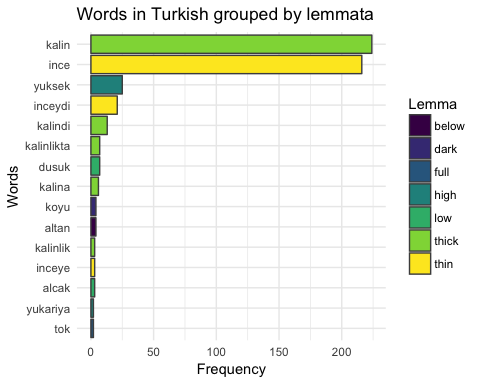 Words in Turkish grouped by lemmata
Words
kalin
ince
yuksek
inceydi
kalindi
kalinlikta
dusuk
kalina
koyu
altan
kalinlik
inceye
alcak
yukariya
tok
0 50 100 150 200
Frequency
Lemma
below
dark
full
high
low
thick
thin